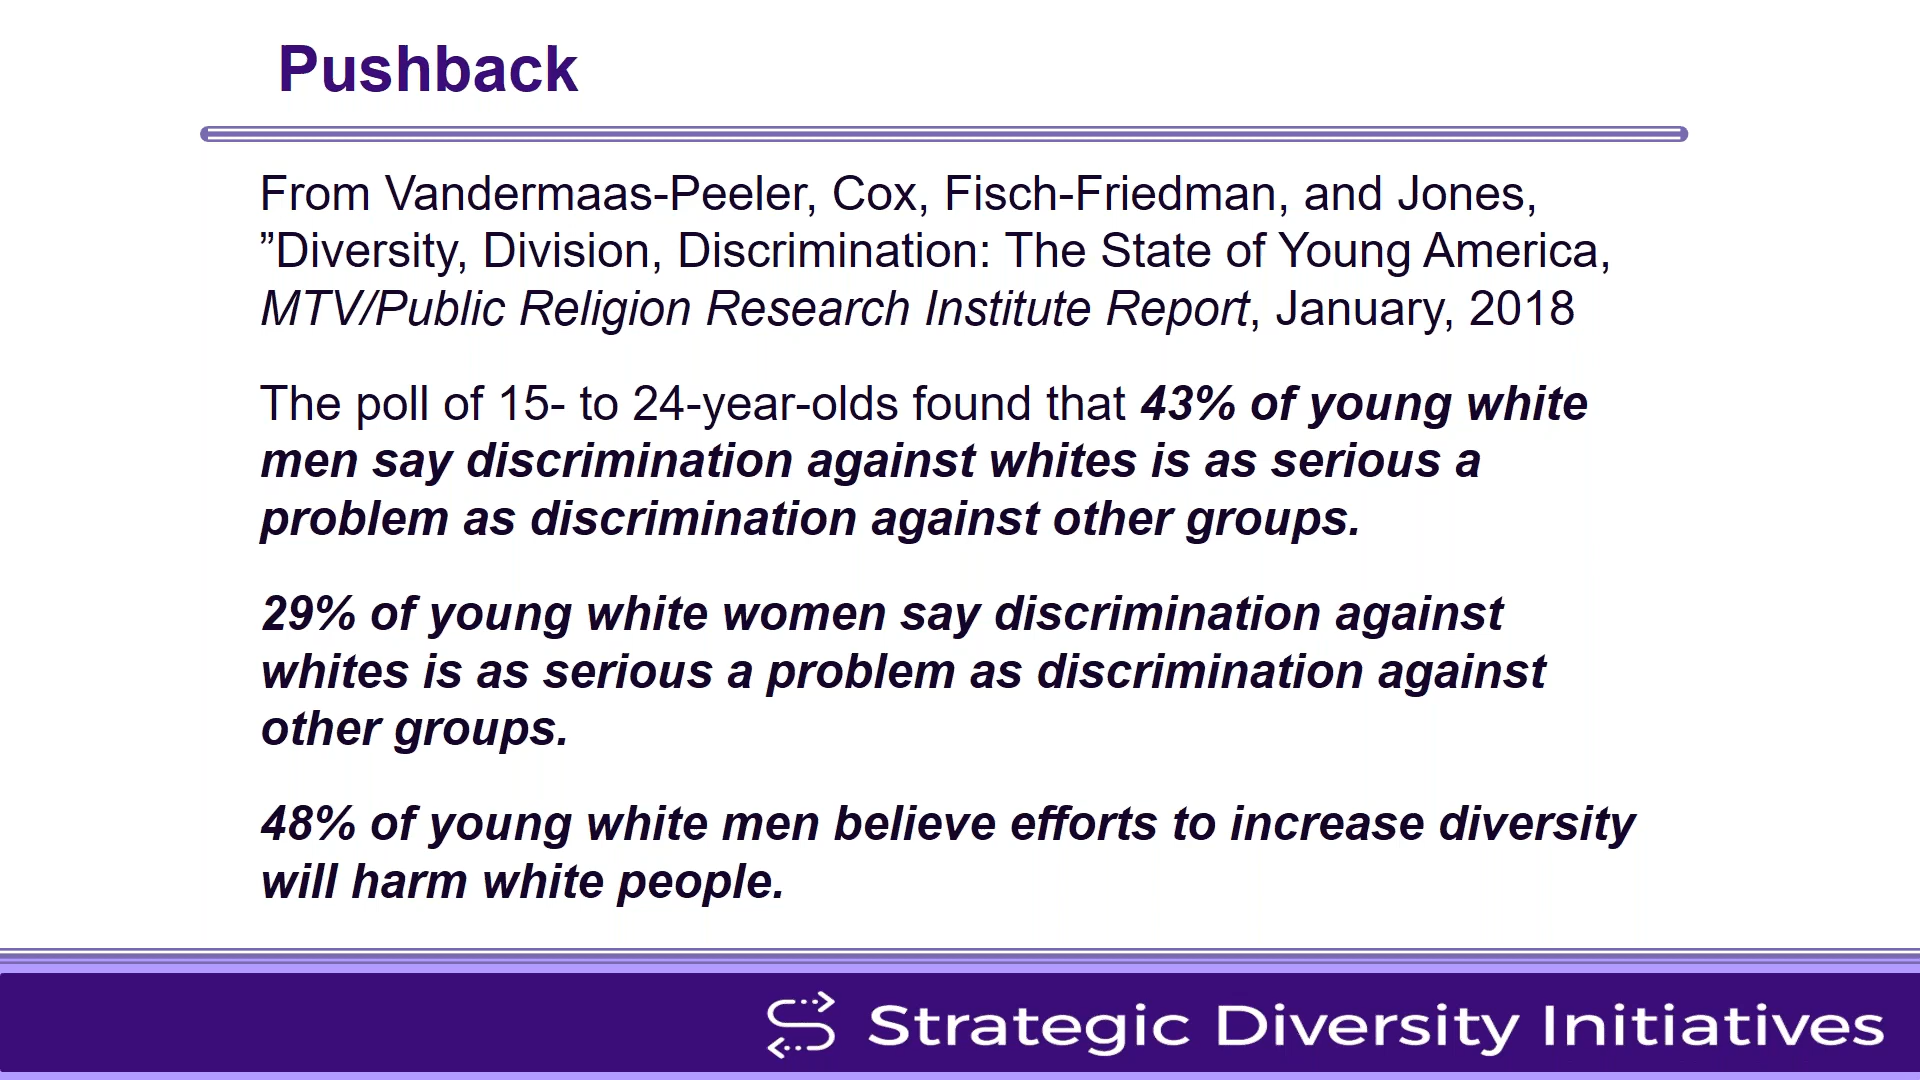 Pushback
From Vandermaas-Peeler, Cox, Fisch-Friedman, and Jones,
”Diversity, Division, Discrimination: The State of Young America,
MTV/Public Religion Research Institute Report, January, 2018
The poll of 15- to 24-year-olds found that 43% of young white
men say discrimination against whites is as serious a
problem as discrimination against other groups.
29% of young white women say discrimination against
whites is as serious a problem as discrimination against
other groups.
48% of young white men believe efforts to increase diversity
will harm white people.
Strategic Diversity Initiatives